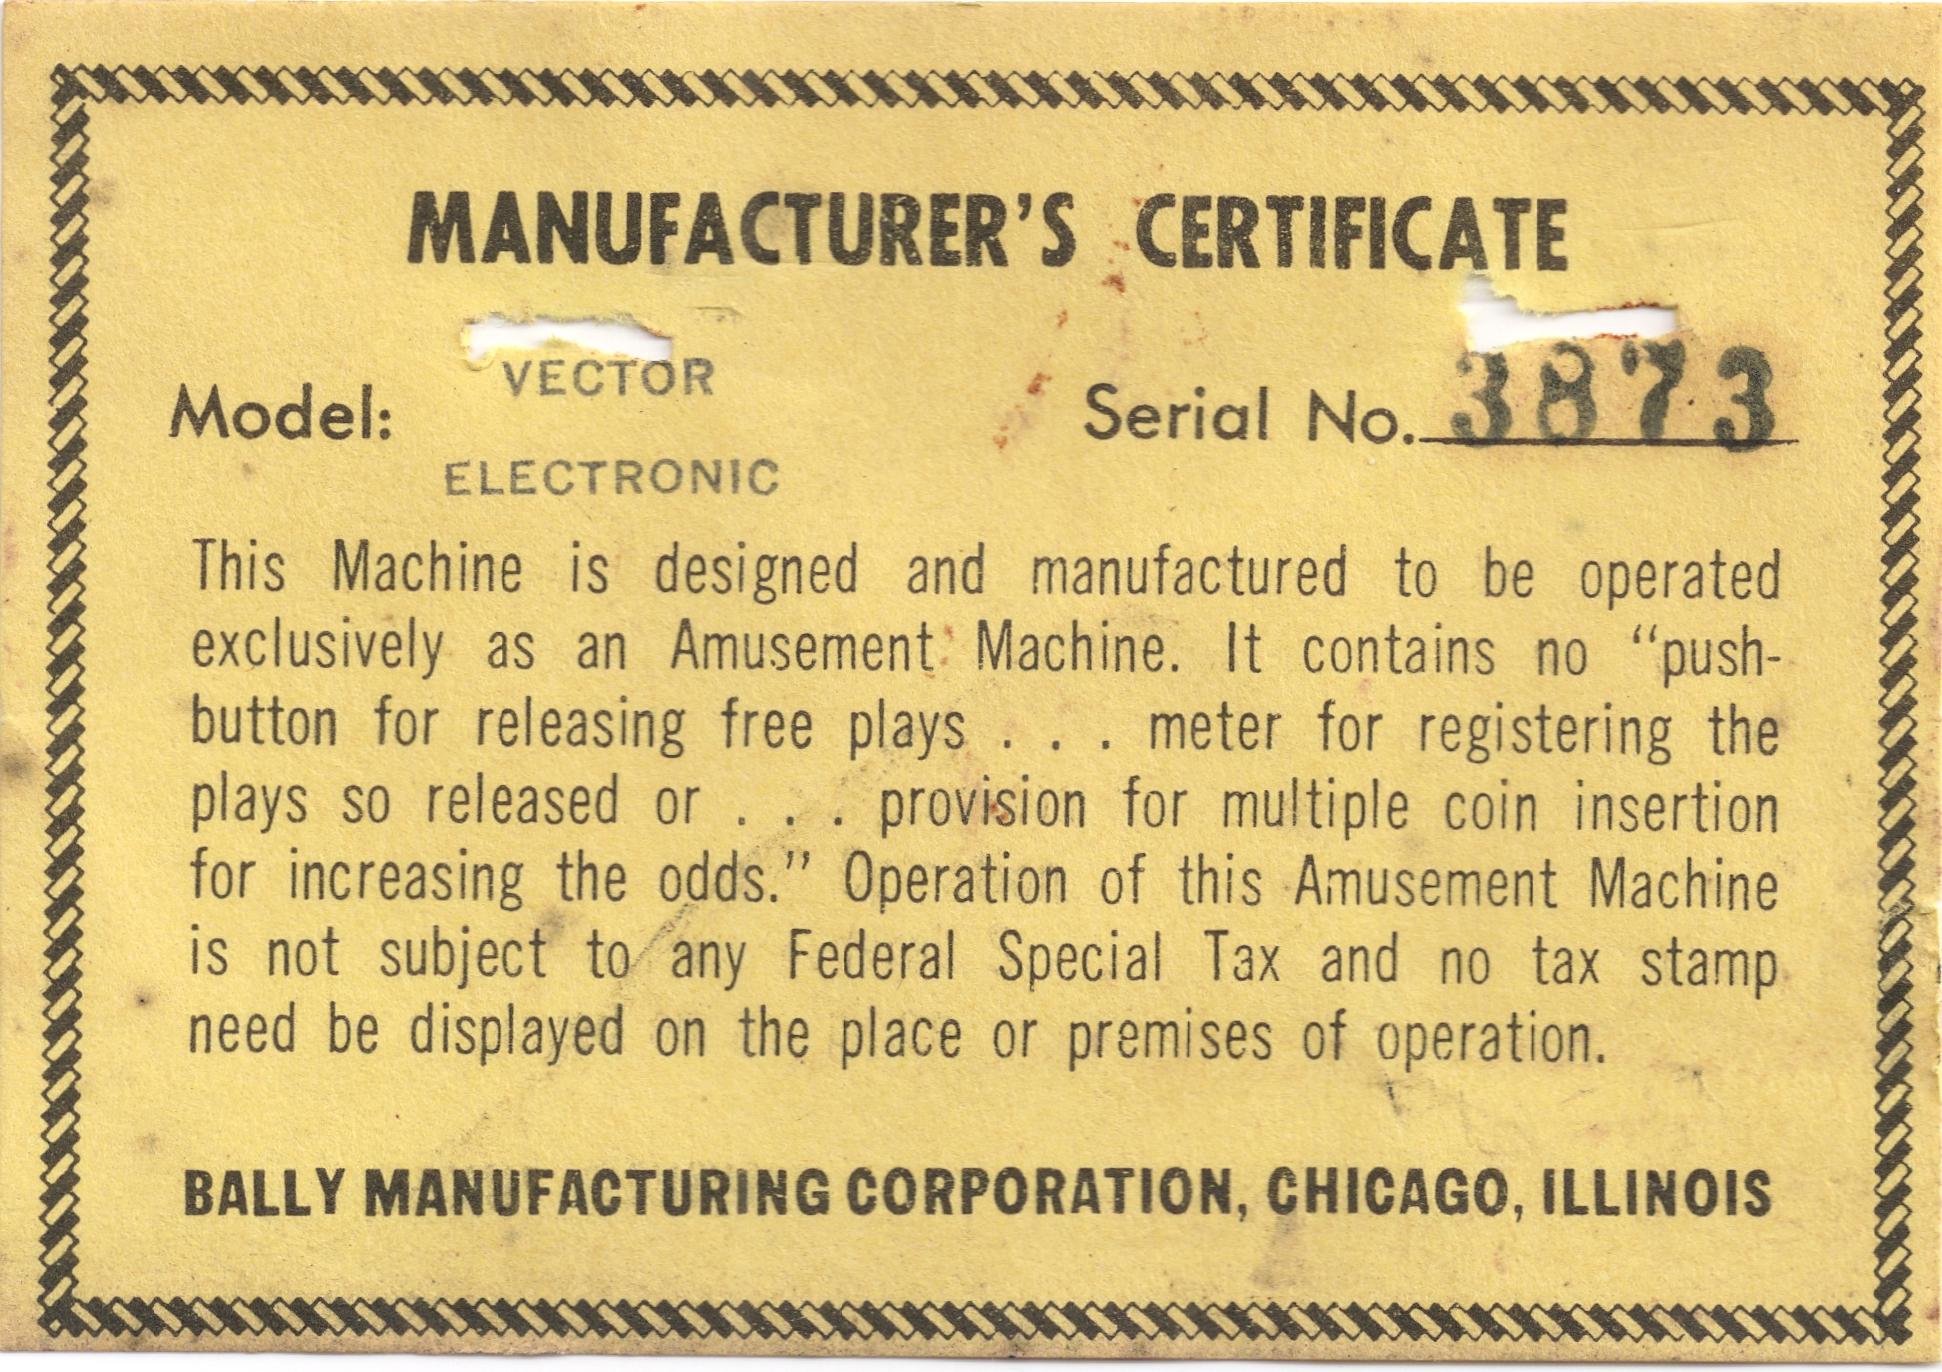 MANUFACTURER'S CERTIFICATE
Model: VECTOR
ELECTRONIC
Serial No. 3873
This Machine is designed and manufactured to be operated
exclusively as an Amusement Machine. It contains no “push-
button for releasing free plays . . . meter for registering the
plays so released or . . . provision for multiple coin insertion
for increasing the odds.” Operation of this Amusement Machine
is not subject to any Federal Special Tax and no tax stamp
need be displayed on the place or premises of operation.
BALLY MANUFACTURING CORPORATION, CHICAGO, ILLINOIS